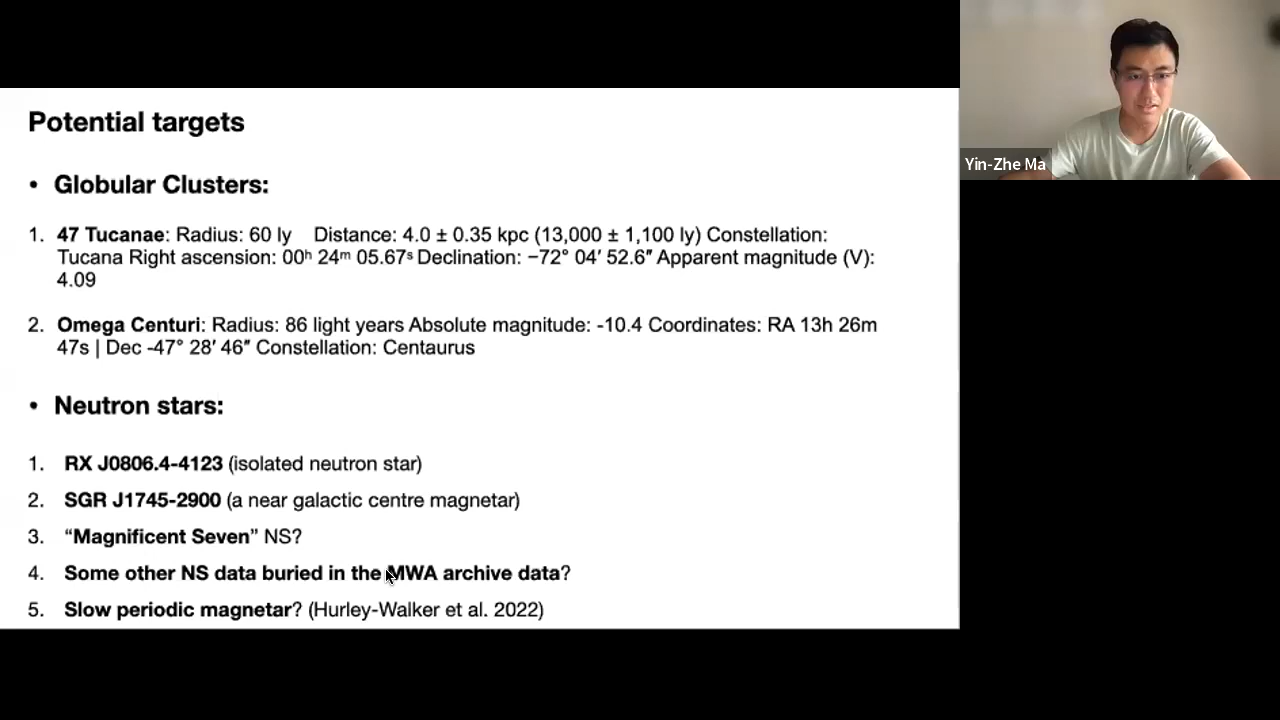 Potential targets
• Globular Clusters:
1. 47 Tucanae: Radius: 60 ly Distance: 4.0 ± 0.35 kpc (13,000 ± 1,100 ly) Constellation:
Tucana Right ascension: 00ʰ 24ᵐ 05.67ˢ Declination: −72° 04′ 52.6″ Apparent magnitude (V):
4.09
2. Omega Centuri: Radius: 86 light years Absolute magnitude: -10.4 Coordinates: RA 13h 26m
47s | Dec -47° 28′ 46″ Constellation: Centaurus
• Neutron stars:
1. RX J0806.4-4123 (isolated neutron star)
2. SGR J1745-2900 (a near galactic centre magnetar)
3. “Magnificent Seven” NS?
4. Some other NS data buried in the MWA archive data?
5. Slow periodic magnetar? (Hurley-Walker et al. 2022)
Yin-Zhe Ma